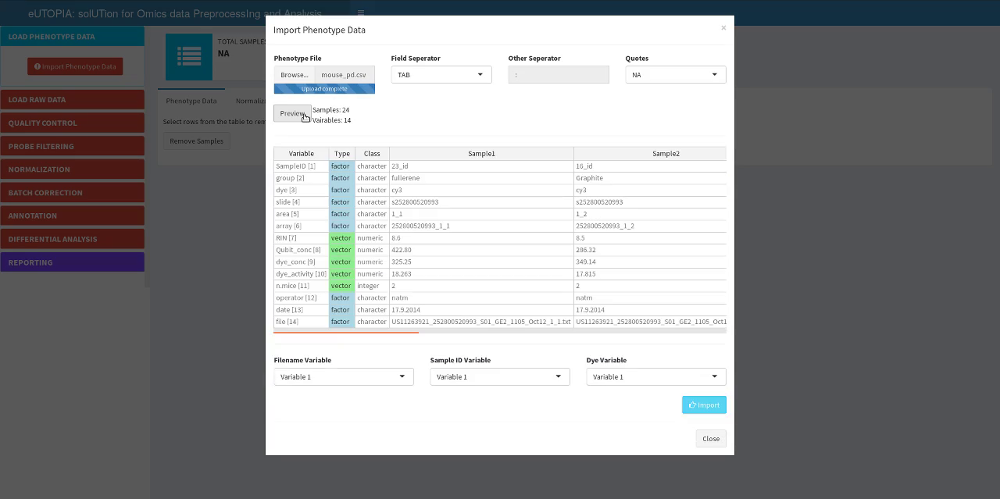 eUTOPIA: solUTion for Omics data PreprocessIng and Analysis
LOAD PHENOTYPE DATA
Import Phenotype Data
LOAD RAW DATA
QUALITY CONTROL
PROBE FILTERING
NORMALIZATION
BATCH CORRECTION
ANNOTATION
DIFFERENTIAL ANALYSIS
REPORTING
TOTAL SAMPLES
NA
Phenotype Data Normaliz
Select rows from the table to rem
Remove Samples
Import Phenotype Data
×
Phenotype File Field Seperator Other Seperator Quotes
Browse... mouse_pd.csv TAB : NA
Upload complete
Preview
Samples: 24
Vairables: 14
Variable Type Class Sample1 Sample2
SampleID [1] factor character 23_id 16_id
group [2] factor character fullerene Graphite
dye [3] factor character cy3 cy3
slide [4] factor character s252800520993 s252800520993
area [5] factor character 1_1 1_2
array [6] factor character 252800520993_1_1 252800520993_1_2
RIN [7] vector numeric 8.6 8.5
Qubit_conc [8] vector numeric 422.80 286.32
dye_conc [9] vector numeric 325.25 349.14
dye_activity [10] vector numeric 18.263 17.815
n.mice [11] vector integer 2 2
operator [12] factor character natm natm
date [13] factor character 17.9.2014 17.9.2014
file [14] factor character US11263921_252800520993_S01_GE2_1105_Oct12_1_1.txt US11263921_252800520993_S01_GE2_1105_Oct1
Filename Variable Sample ID Variable Dye Variable
Variable 1 Variable 1 Variable 1
Import
Close